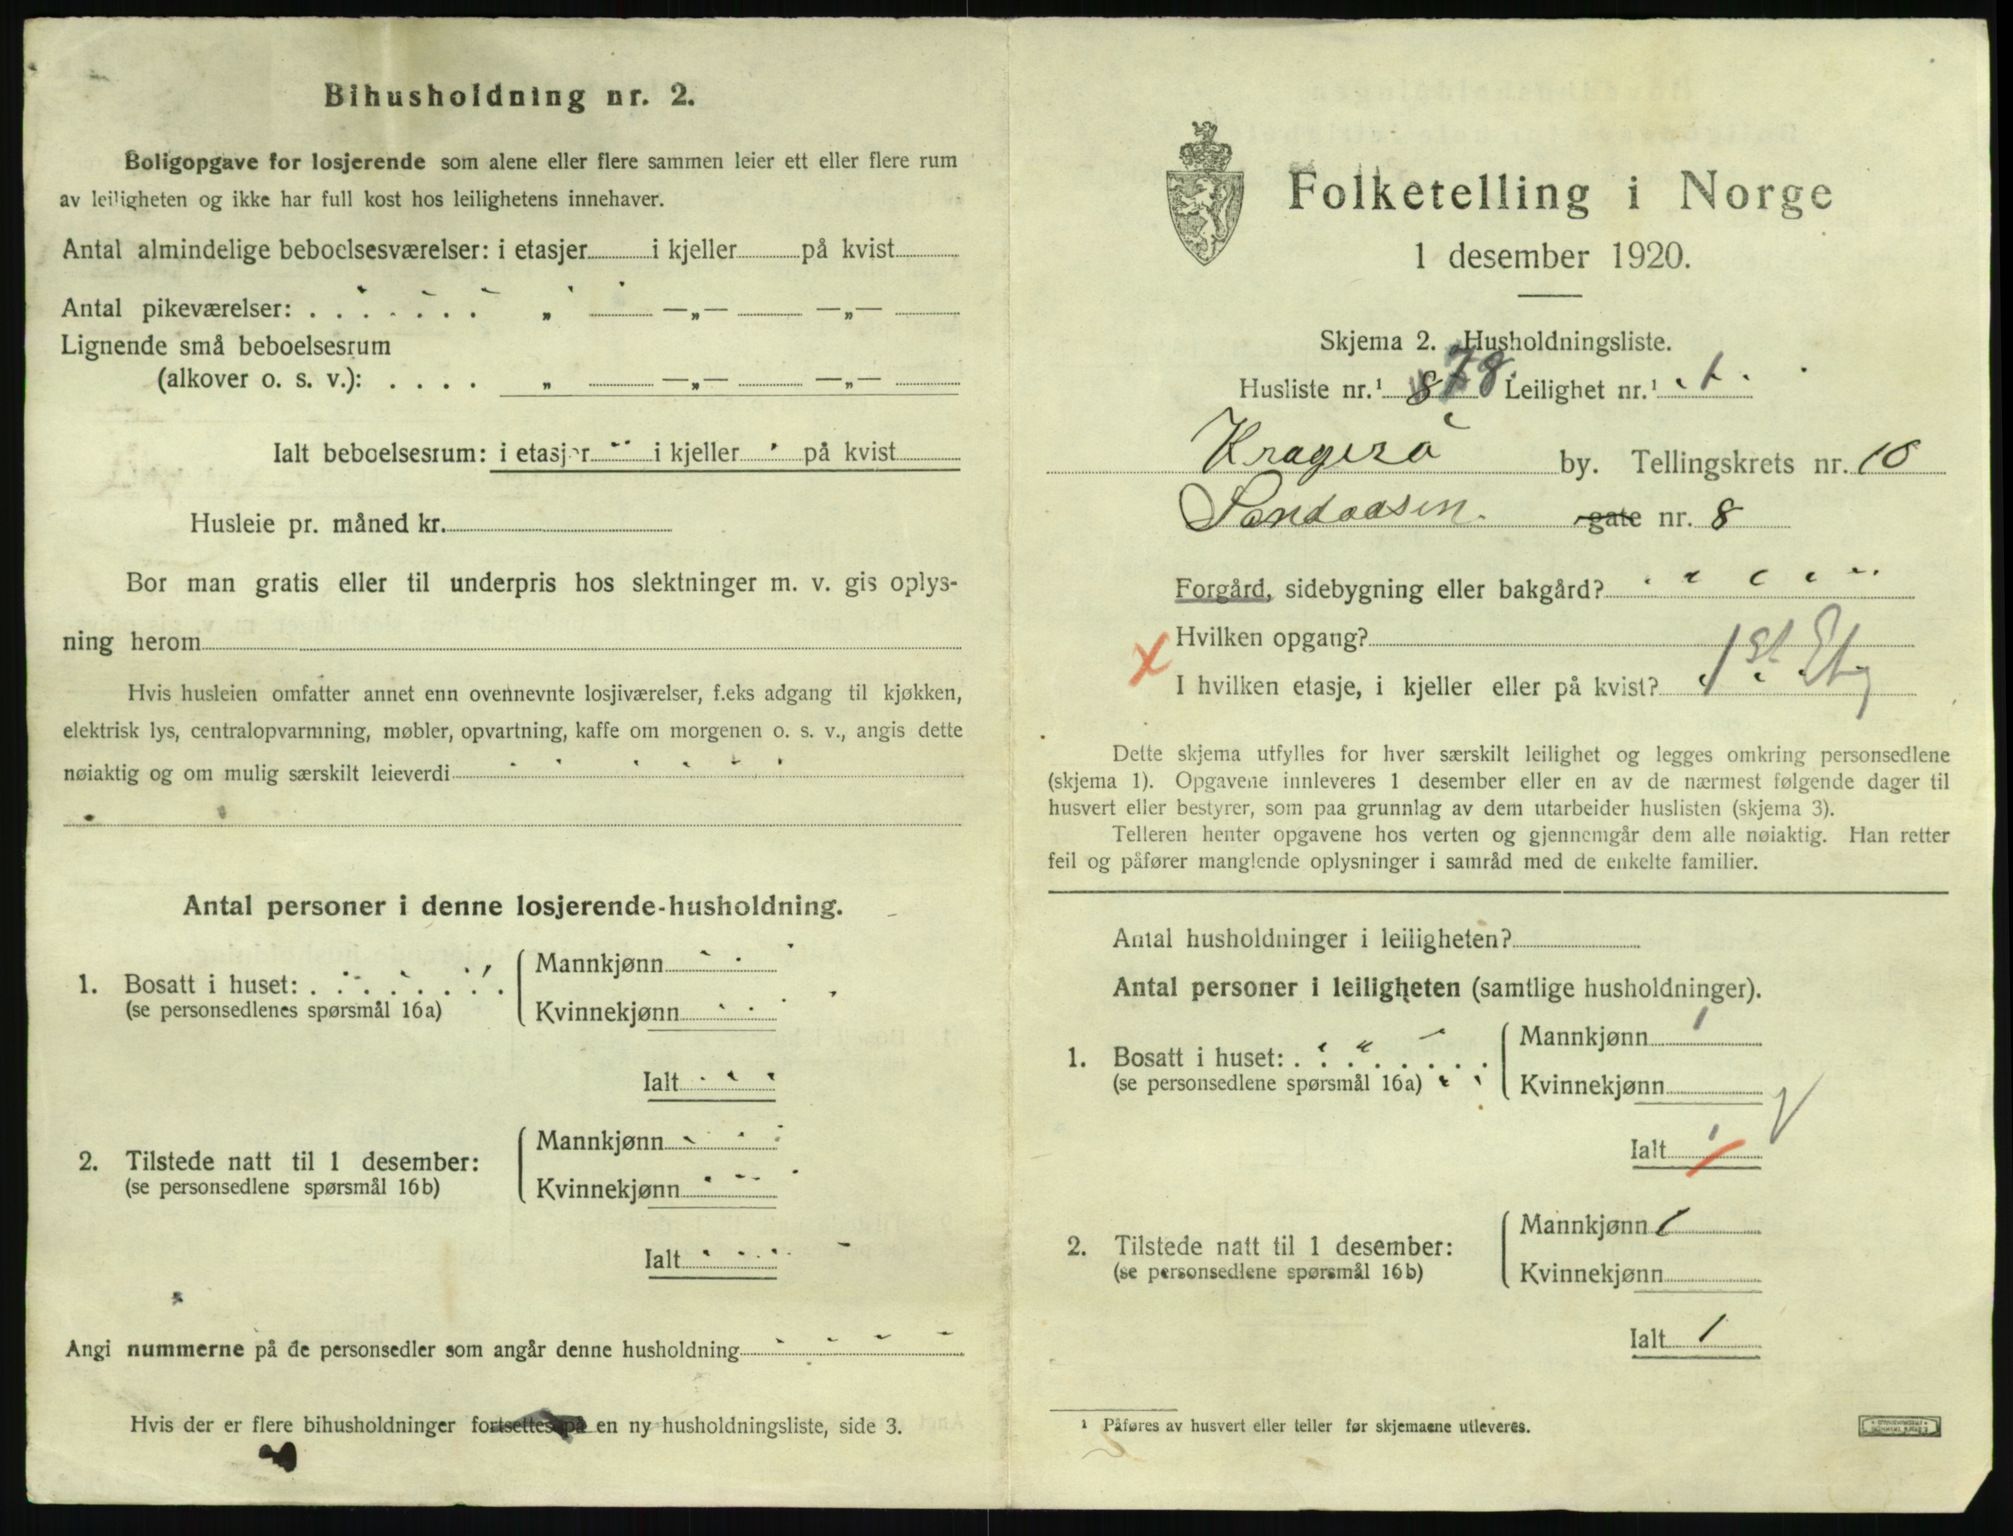 Bihusholdning nr. 2.
Boligopgave for losjerende som alene eller flere sammen leier ett eller flere rum
av leiligheten og ikke har full kost hos leilighetens innehaver.
Antal almindelige beboelsesværelser: i etasjer i kjeller på kvist
Antal pikeværelser: . . . . . . . „ —„— —„—
Lignende små beboelsesrum
(alkover o. s. v.): . . . . „ —„— —„—
Ialt beboelsesrum: i etasjer i kjeller på kvist
Husleie pr. måned kr.
Bor man gratis eller til underpris hos slektninger m. v. gis oplys-
ning herom
Hvis husleien omfatter annet enn ovennevnte losjiværelser, f.eks adgang til kjøkken,
elektrisk lys, centralopvarmning, møbler, opvartning, kaffe om morgenen o. s. v., angis dette
nøiaktig og om mulig særskilt leieverdi
Antal personer i denne losjerende-husholdning.
1. Bosatt i huset: . . . . . . . .
(se personsedlenes spørsmål 16a)
Mannkjønn
Kvinnekjønn
Ialt
2. Tilstede natt til 1 desember:
(se personsedlene spørsmål 16b)
Mannkjønn
Kvinnekjønn
Ialt
Angi nummerne på de personsedler som angår denne husholdning
Hvis der er flere bihusholdninger fortsettes på en ny husholdningsliste, side 3.
Folketelling i Norge
1 desember 1920.
Skjema 2. Husholdningsliste.
Husliste nr.¹ 8 78. Leilighet nr.¹ 1.
Kragerö by. Tellingskrets nr. 10
Sandaasen. gate nr. 8
Forgård, sidebygning eller bakgård?
x Hvilken opgang?
I hvilken etasje, i kjeller eller på kvist? 1st Etg
Dette skjema utfylles for hver særskilt leilighet og legges omkring personsedlene
(skjema 1). Opgavene innleveres 1 desember eller en av de nærmest følgende dager til
husvert eller bestyrer, som paa grunnlag av dem utarbeider huslisten (skjema 3).
Telleren henter opgavene hos verten og gjennemgår dem alle nøiaktig. Han retter
feil og påfører manglende oplysninger i samråd med de enkelte familier.
Antal husholdninger i leiligheten?
Antal personer i leiligheten (samtlige husholdninger).
1. Bosatt i huset: . . . . . . . .
(se personsedlene spørsmål 16a)
Mannkjønn 1
Kvinnekjønn
Ialt 1
2. Tilstede natt til 1 desember:
(se personsedlene spørsmål 16b)
Mannkjønn 1
Kvinnekjønn
Ialt 1
¹ Påføres av husvert eller teller før skjemaene utleveres.